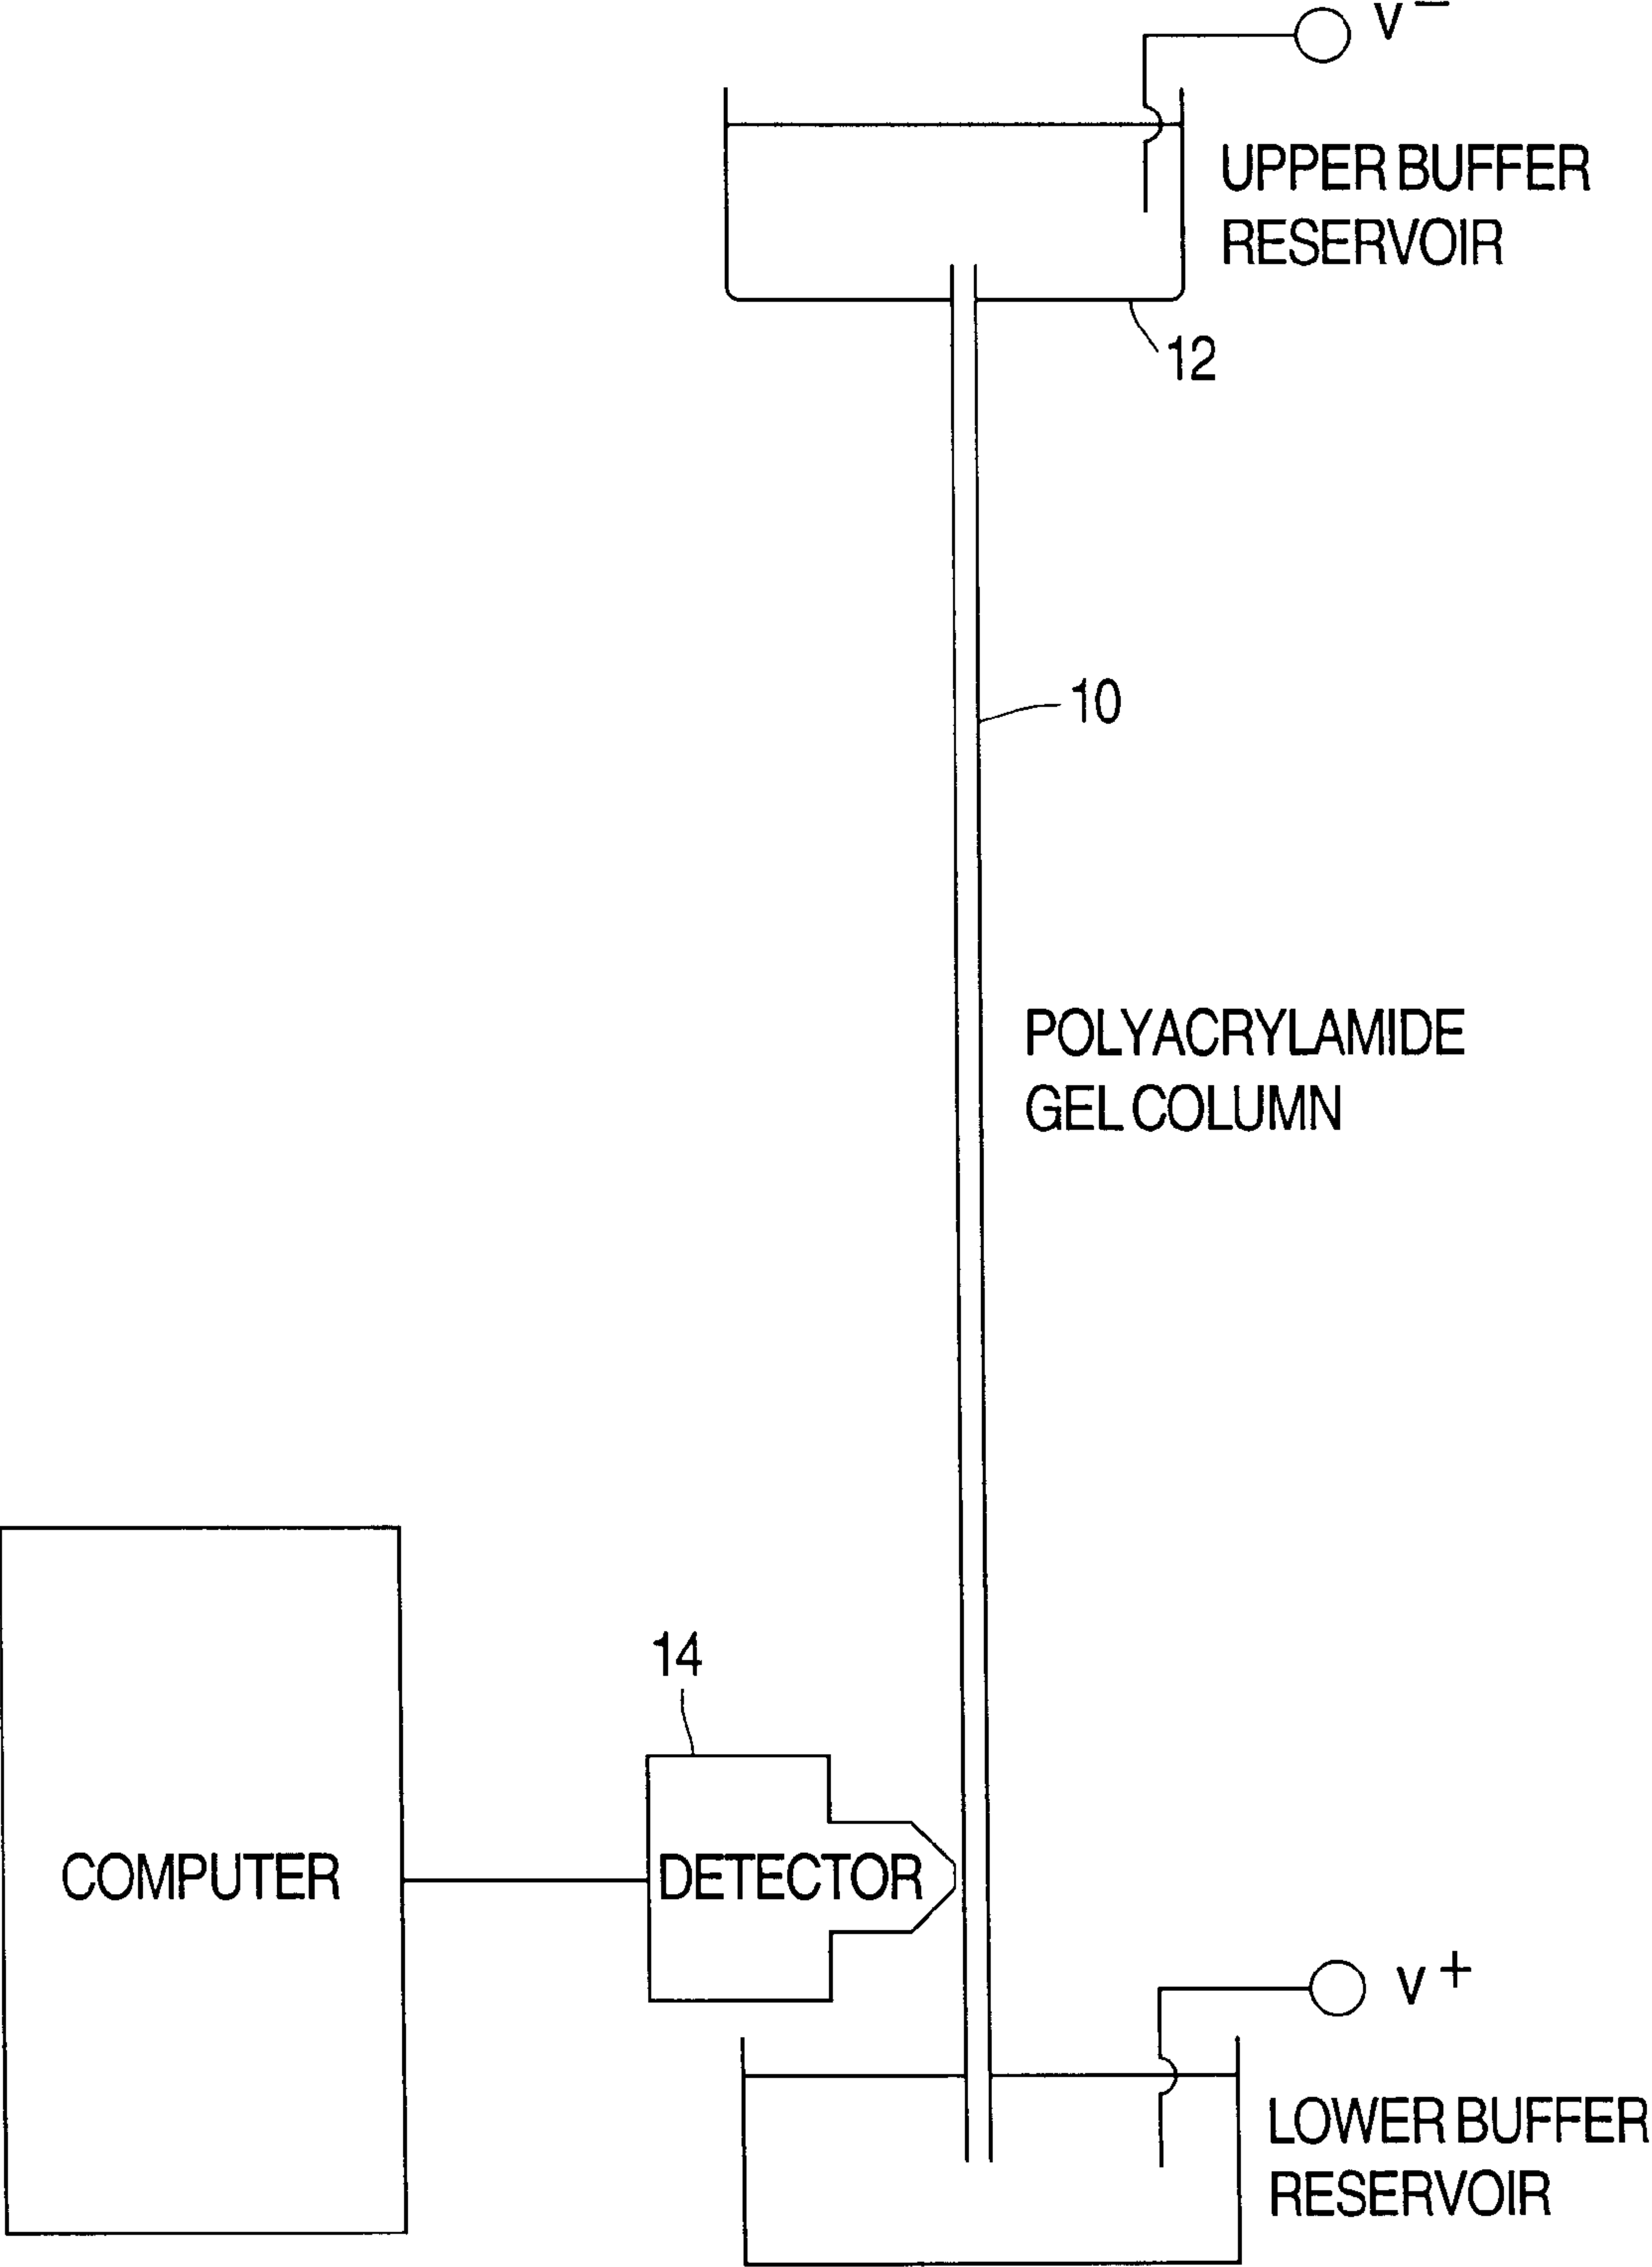 V –
UPPER BUFFER
RESERVOIR
12
10
POLYACRYLAMIDE
GEL COLUMN
14
COMPUTER
DETECTOR
V +
LOWER BUFFER
RESERVOIR